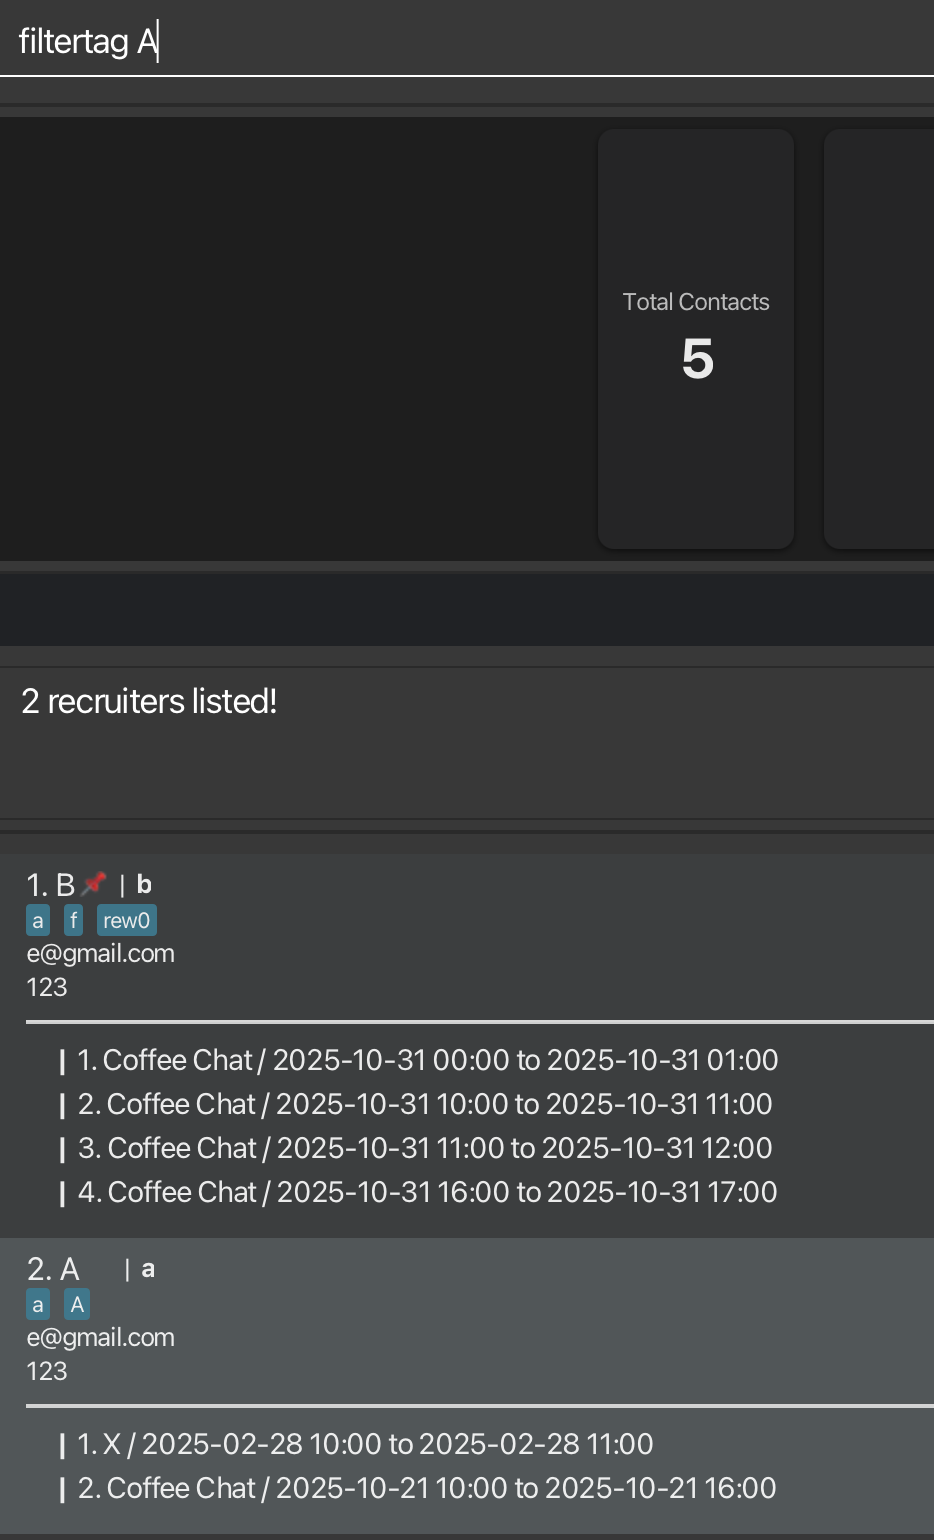 filtertag A
Total Contacts
5
2 recruiters listed!
1. B📌 | b
a f rew0
e@gmail.com
123
| 1. Coffee Chat / 2025-10-31 00:00 to 2025-10-31 01:00
| 2. Coffee Chat / 2025-10-31 10:00 to 2025-10-31 11:00
| 3. Coffee Chat / 2025-10-31 11:00 to 2025-10-31 12:00
| 4. Coffee Chat / 2025-10-31 16:00 to 2025-10-31 17:00
2. A | a
a A
e@gmail.com
123
| 1. X / 2025-02-28 10:00 to 2025-02-28 11:00
| 2. Coffee Chat / 2025-10-21 10:00 to 2025-10-21 16:00